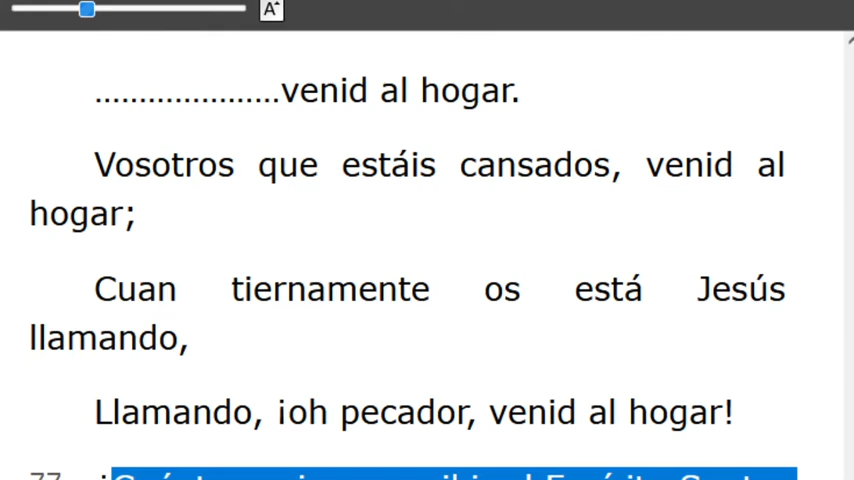 A
.....................venid al hogar.
Vosotros que estáis cansados, venid al
hogar;
Cuan tiernamente os está Jesús
llamando,
Llamando, ¡oh pecador, venid al hogar!
77